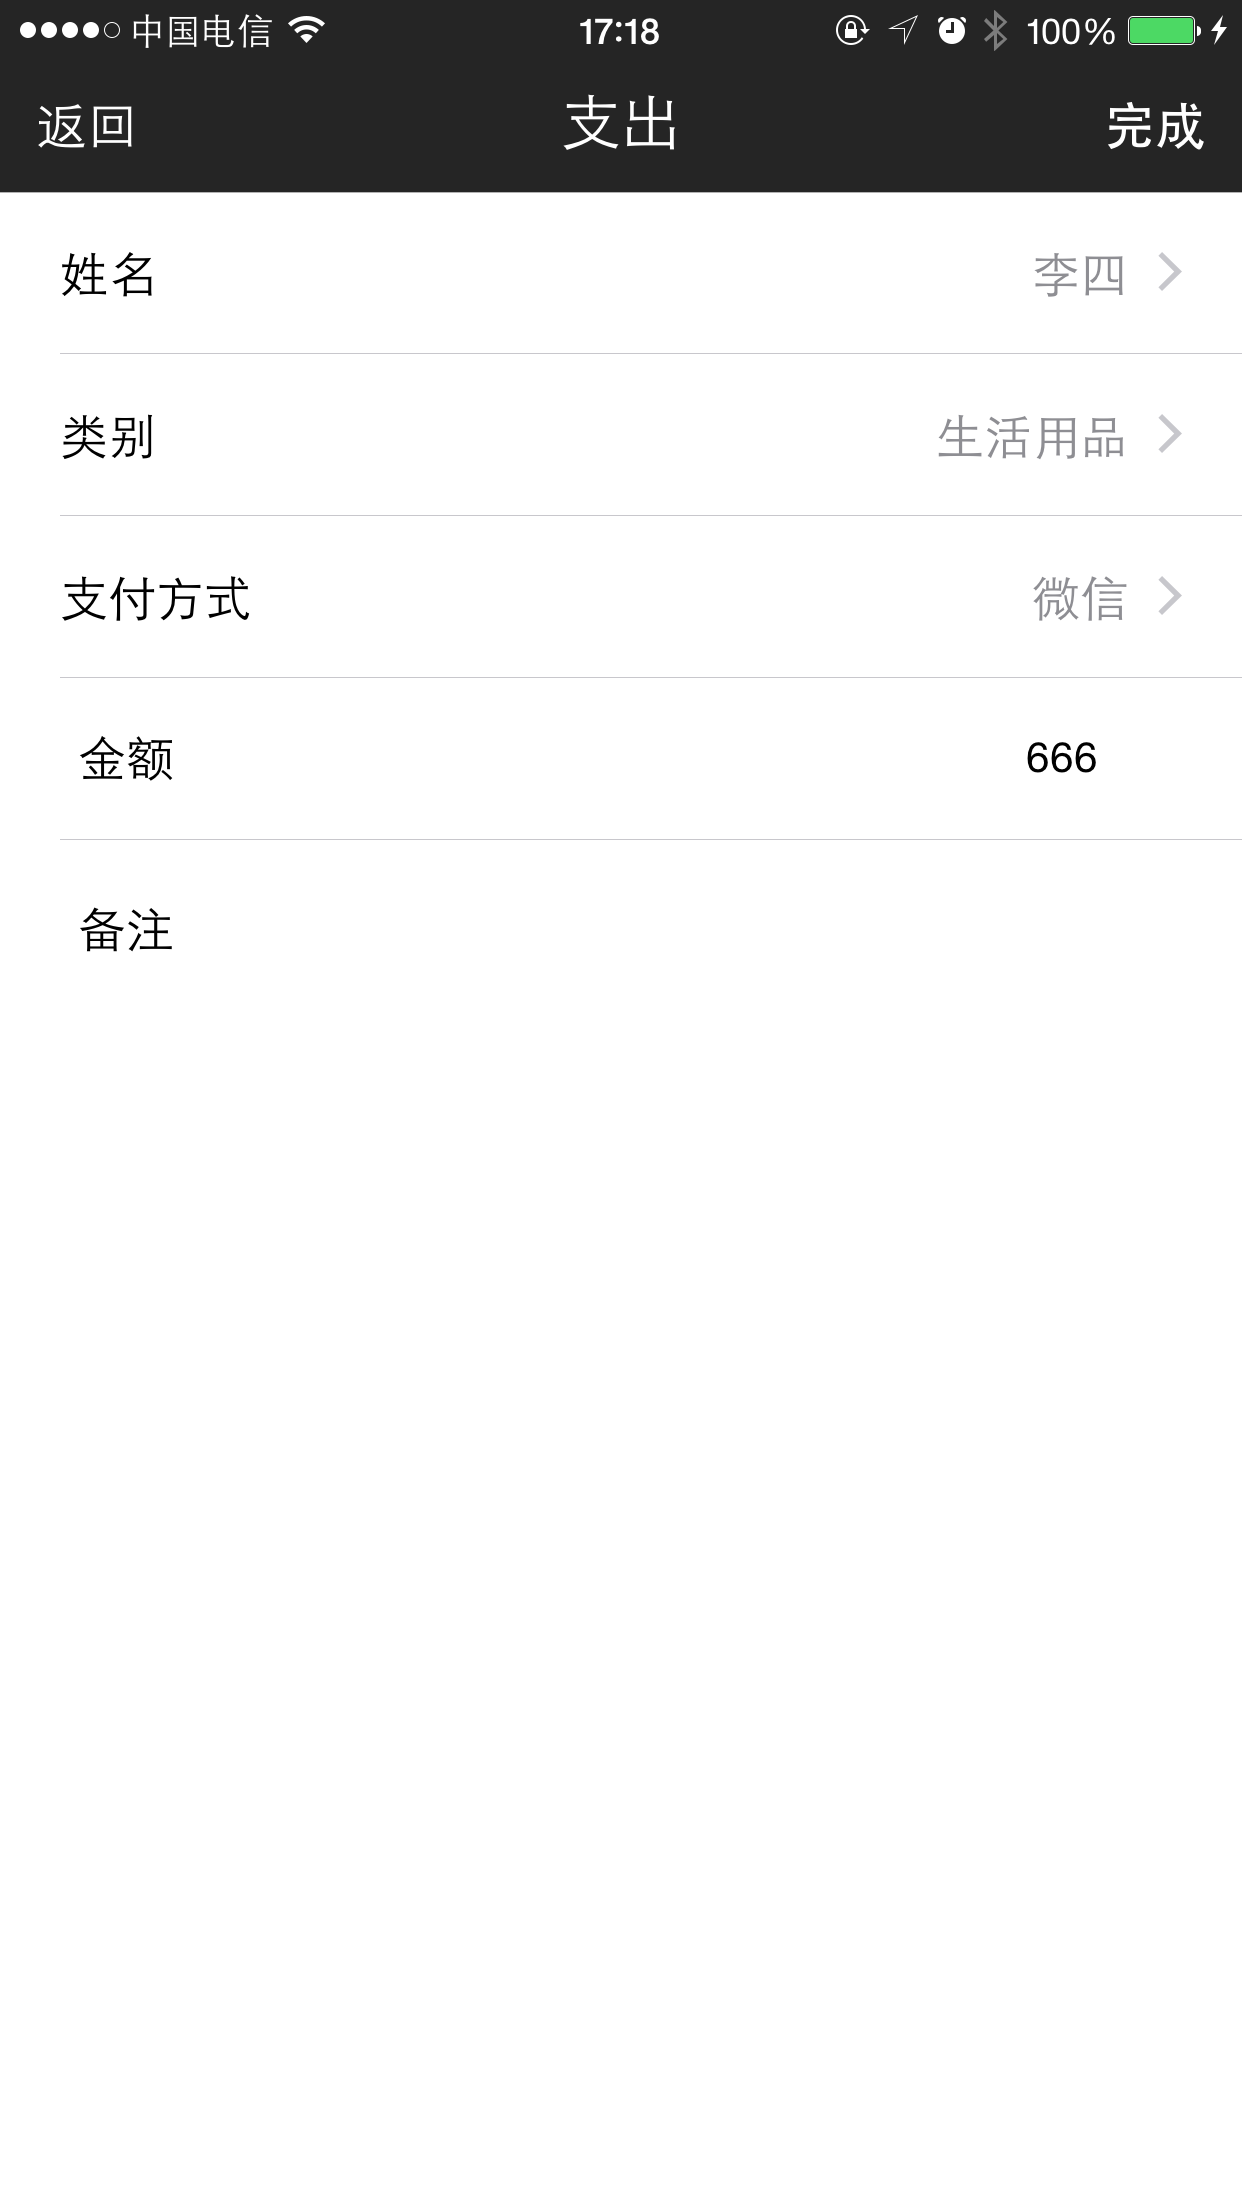 中国电信 17:18 100%
返回 支出 完成
姓名 李四
类别 生活用品
支付方式 微信
金额 666
备注